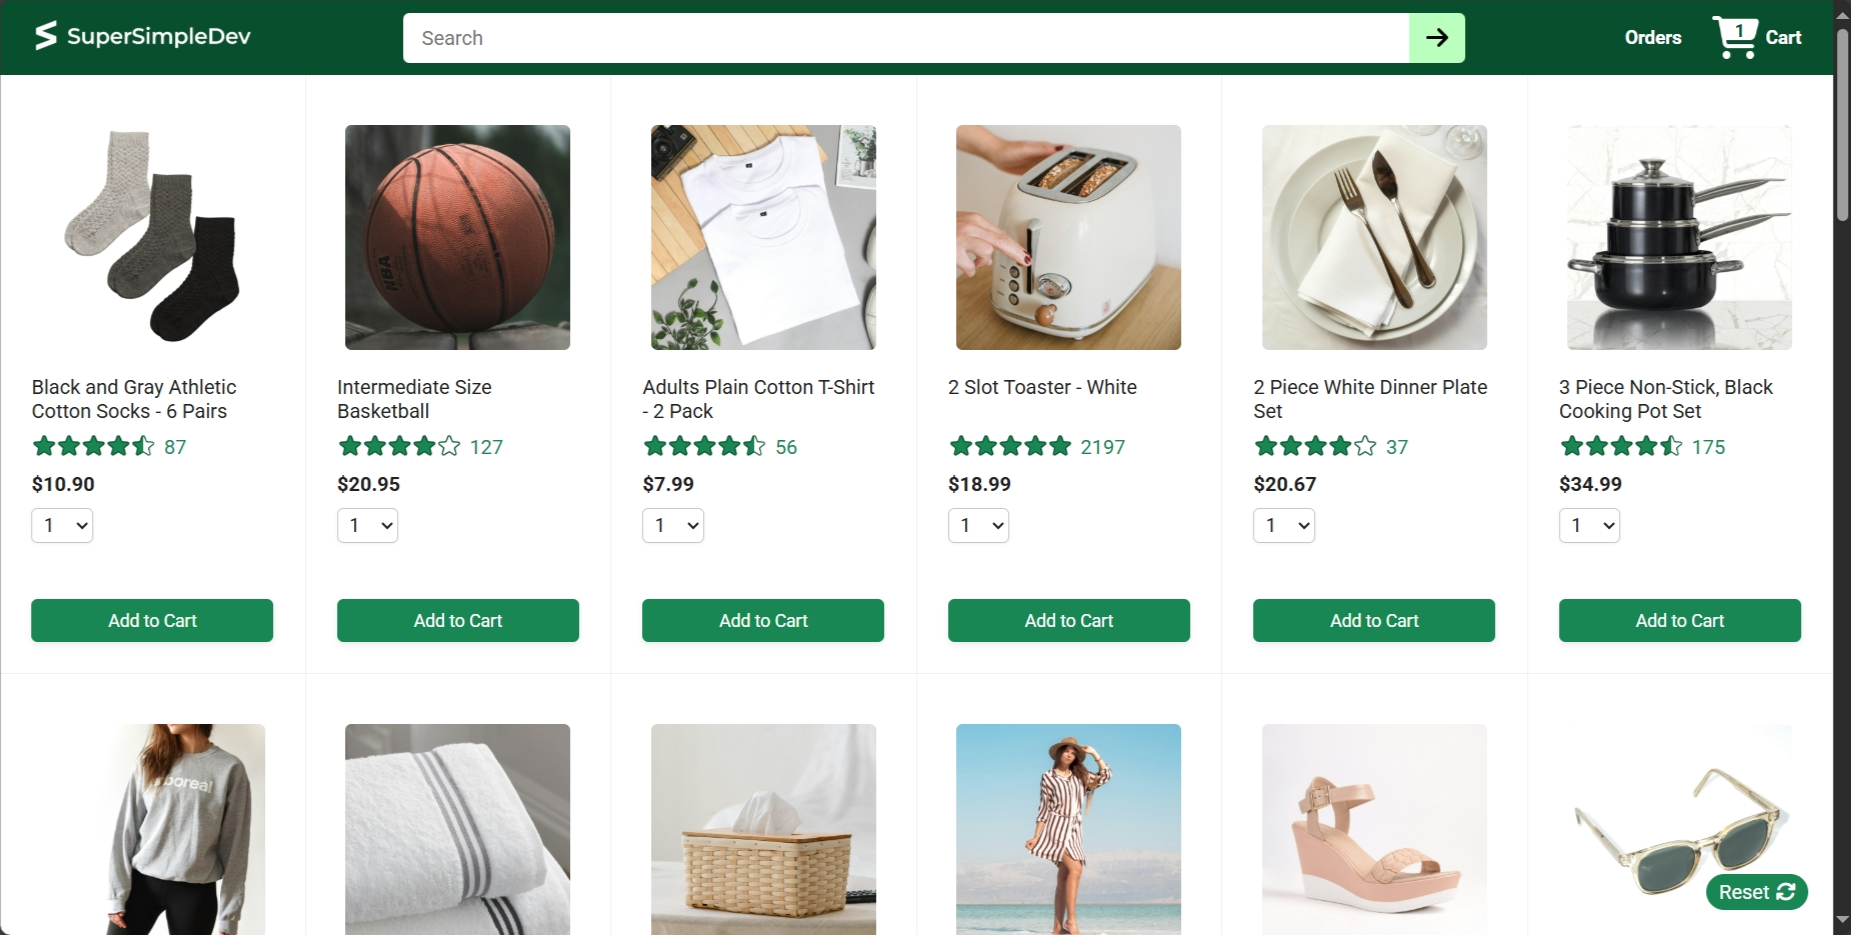 SuperSimpleDev
Search
Orders
1
Cart
NBA
Black and Gray Athletic
Cotton Socks - 6 Pairs
87
$10.90
1
Add to Cart
Intermediate Size
Basketball
127
$20.95
1
Add to Cart
Adults Plain Cotton T-Shirt
- 2 Pack
56
$7.99
1
Add to Cart
2 Slot Toaster - White
2197
$18.99
1
Add to Cart
2 Piece White Dinner Plate
Set
37
$20.67
1
Add to Cart
3 Piece Non-Stick, Black
Cooking Pot Set
175
$34.99
1
Add to Cart
Reset